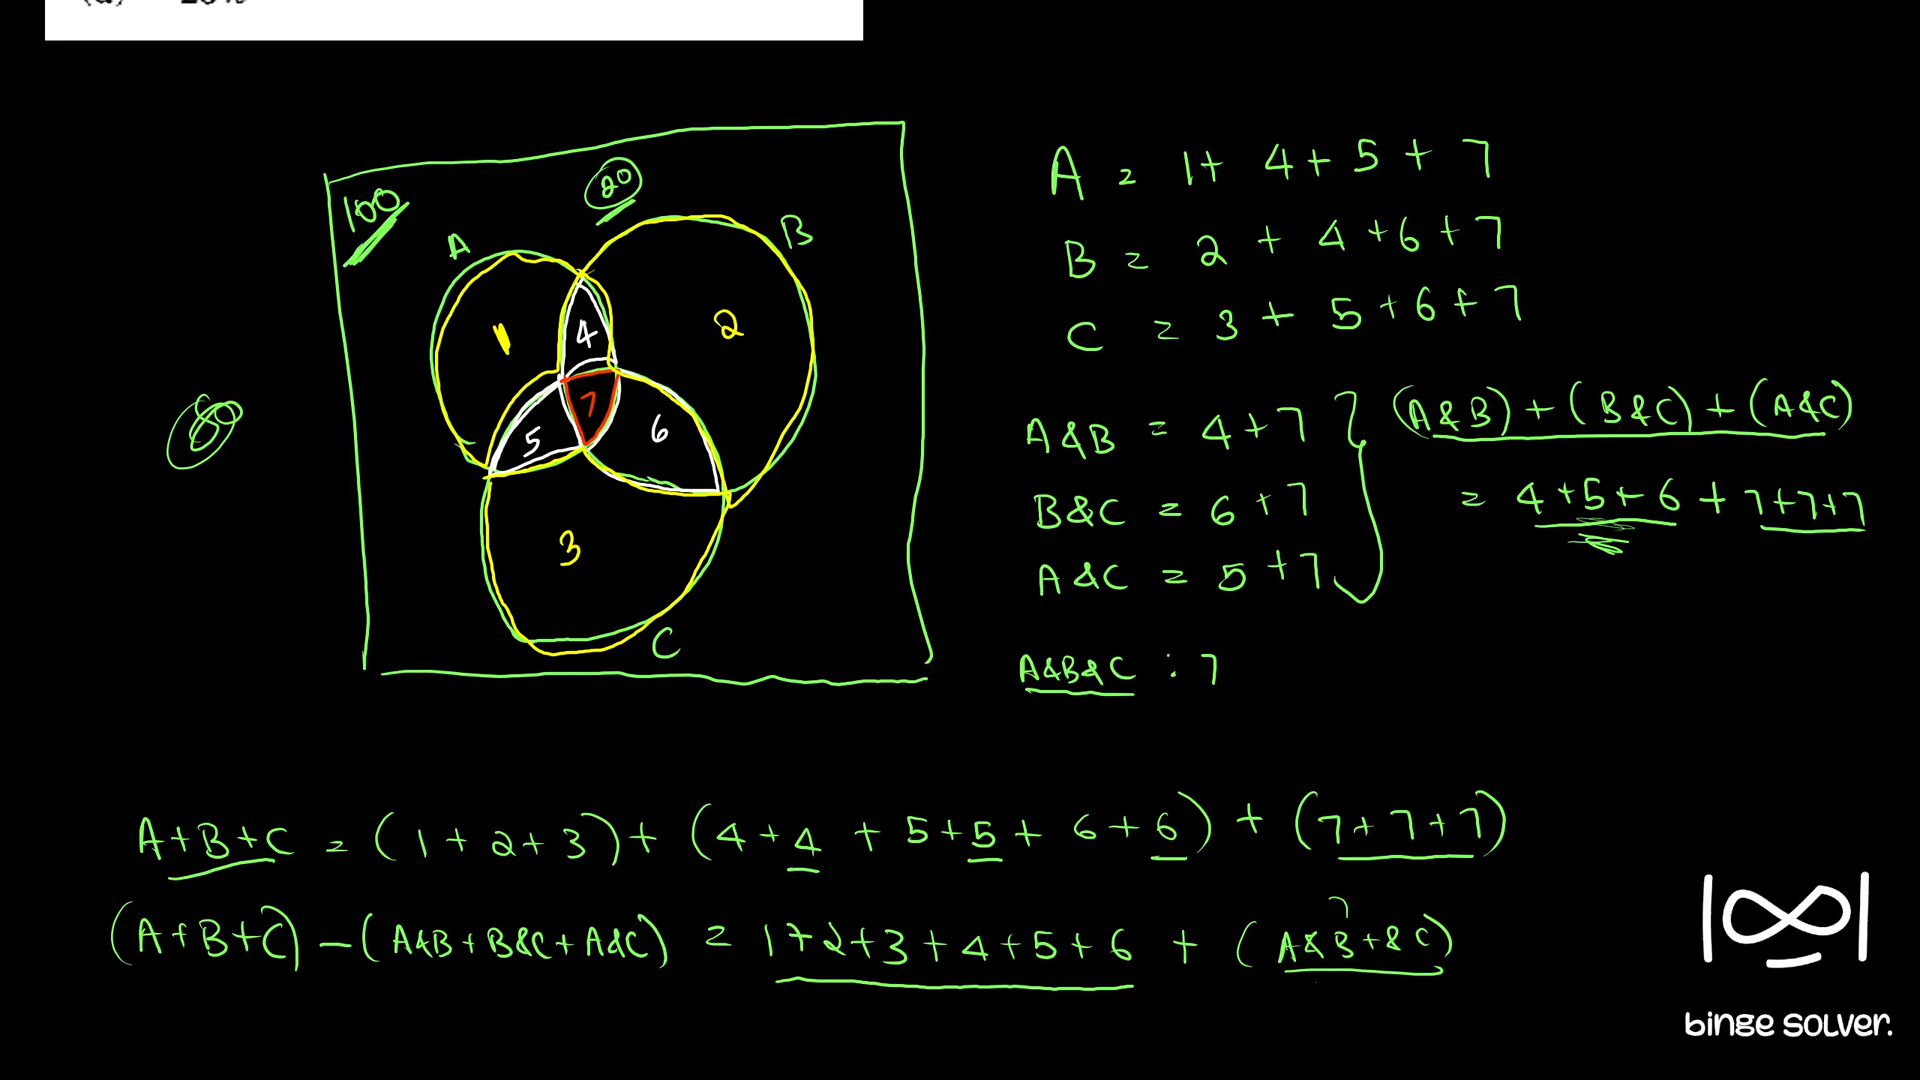 100
20
A
B
1
4
2
7
5
6
3
C
80
A = 1+ 4+ 5 + 7
B = 2 + 4+6+7
C = 3 + 5+6+7
A&B = 4+7
B&C = 6+7
A&C = 5+7
(A&B)+(B&C)+(A&C)
= 4+5+6+7+7+7
A&B&C : 7
A+B+C = (1+2+3)+(4+4 + 5+5+ 6+6) + (7+7+7)
(A+B+C) - (A&B+B&C+A&C) = 1+2+3+4+5+6 + (A&B+&C)
binge solver.